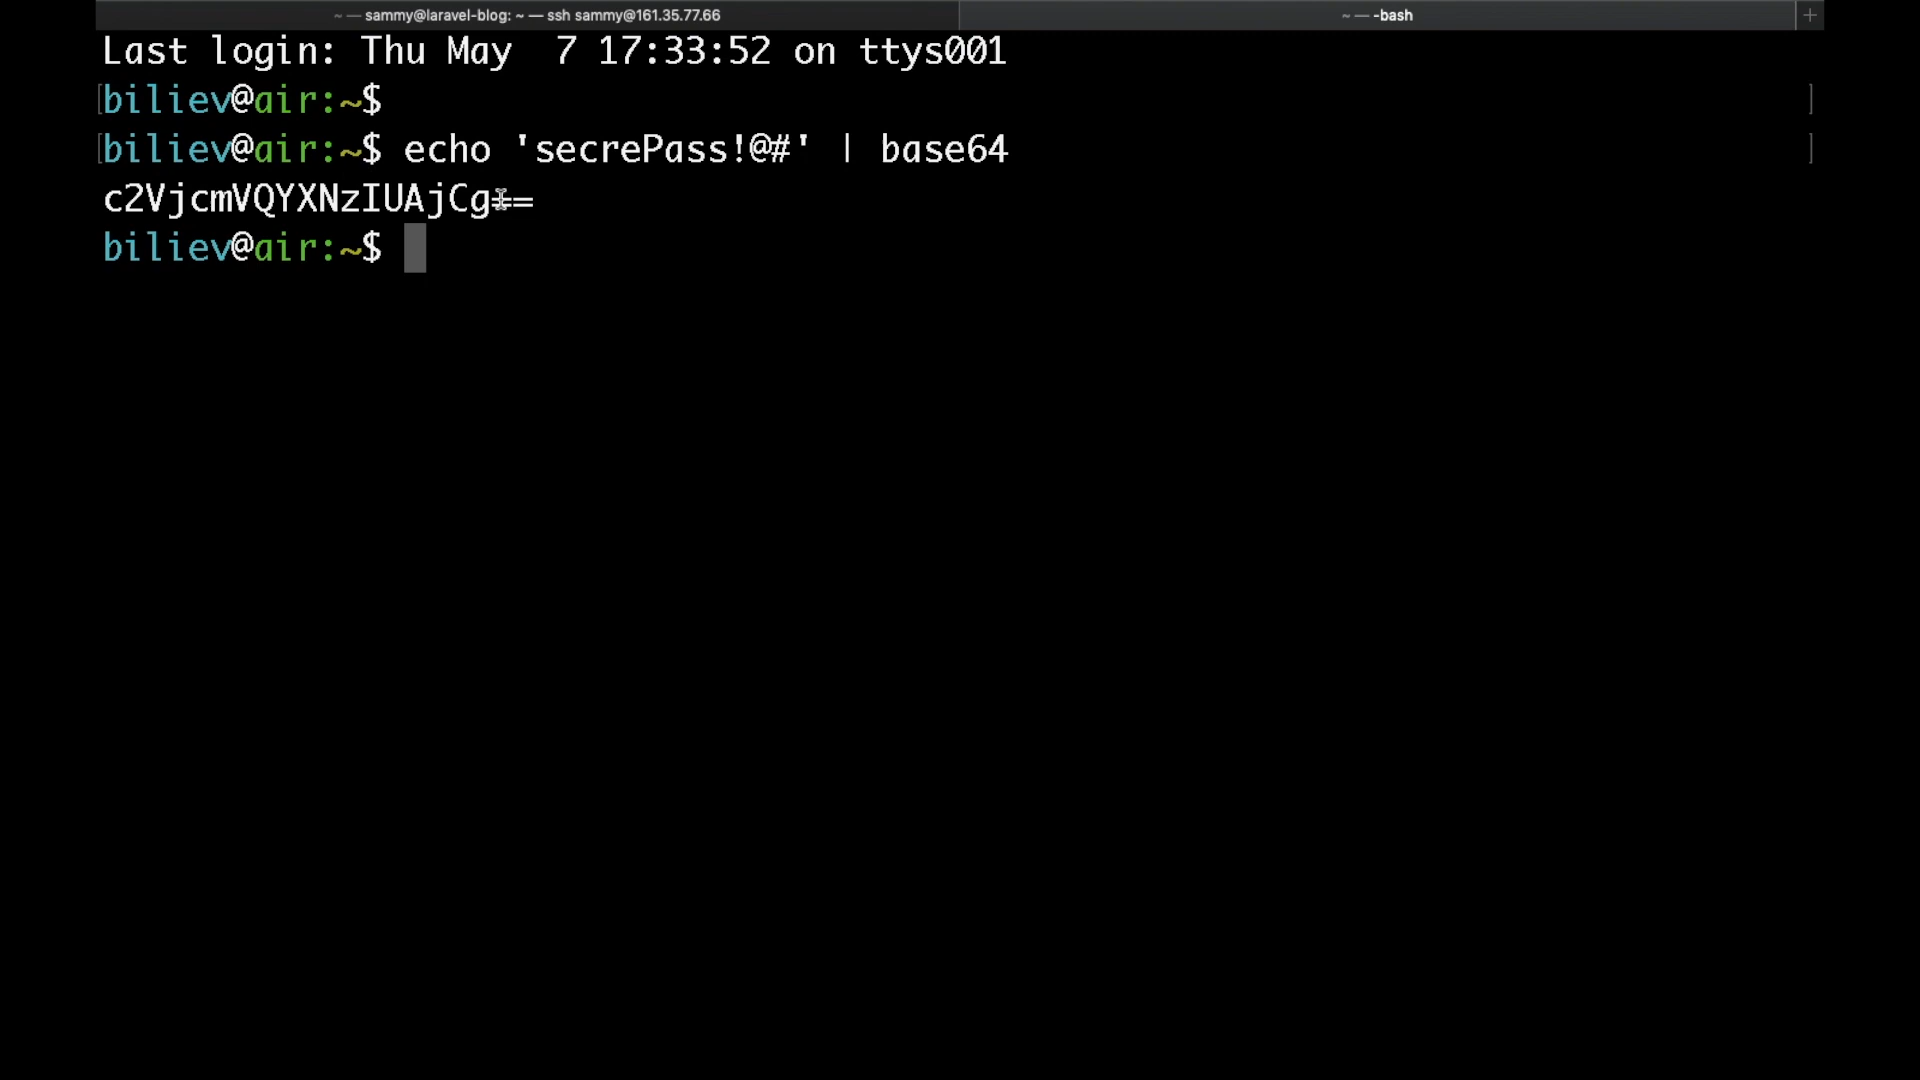 ~ — sammy@laravel-blog: ~ — ssh sammy@161.35.77.66
~ — -bash
Last login: Thu May  7 17:33:52 on ttys001
[biliev@air:~$ ]
[biliev@air:~$ echo 'secrePass!@#' | base64 ]
c2VjcmVQYXNzIUAjCg==
biliev@air:~$